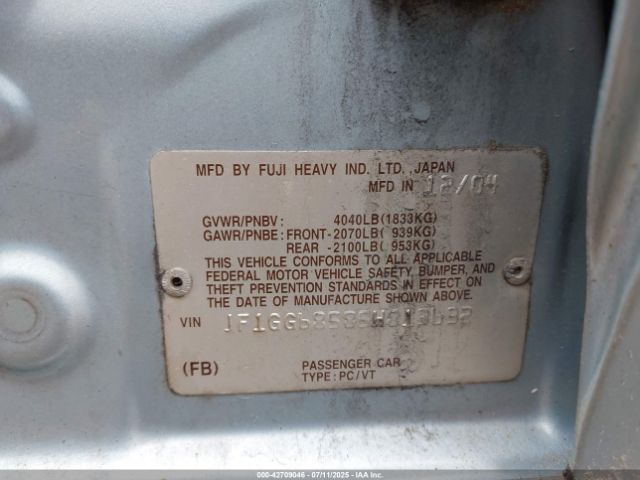 MFD BY FUJI HEAVY IND. LTD. JAPAN
MFD IN 12/04
GVWR/PNBV: 4040LB(1833KG)
GAWR/PNBE: FRONT-2070LB( 939KG)
REAR -2100LB( 953KG)
THIS VEHICLE CONFORMS TO ALL APPLICABLE
FEDERAL MOTOR VEHICLE SAFETY, BUMPER, AND
THEFT PREVENTION STANDARDS IN EFFECT ON
THE DATE OF MANUFACTURE SHOWN ABOVE.
VIN
(FB) PASSENGER CAR
TYPE: PC/VT
000-42709046 - 07/11/2025 - IAAI.com